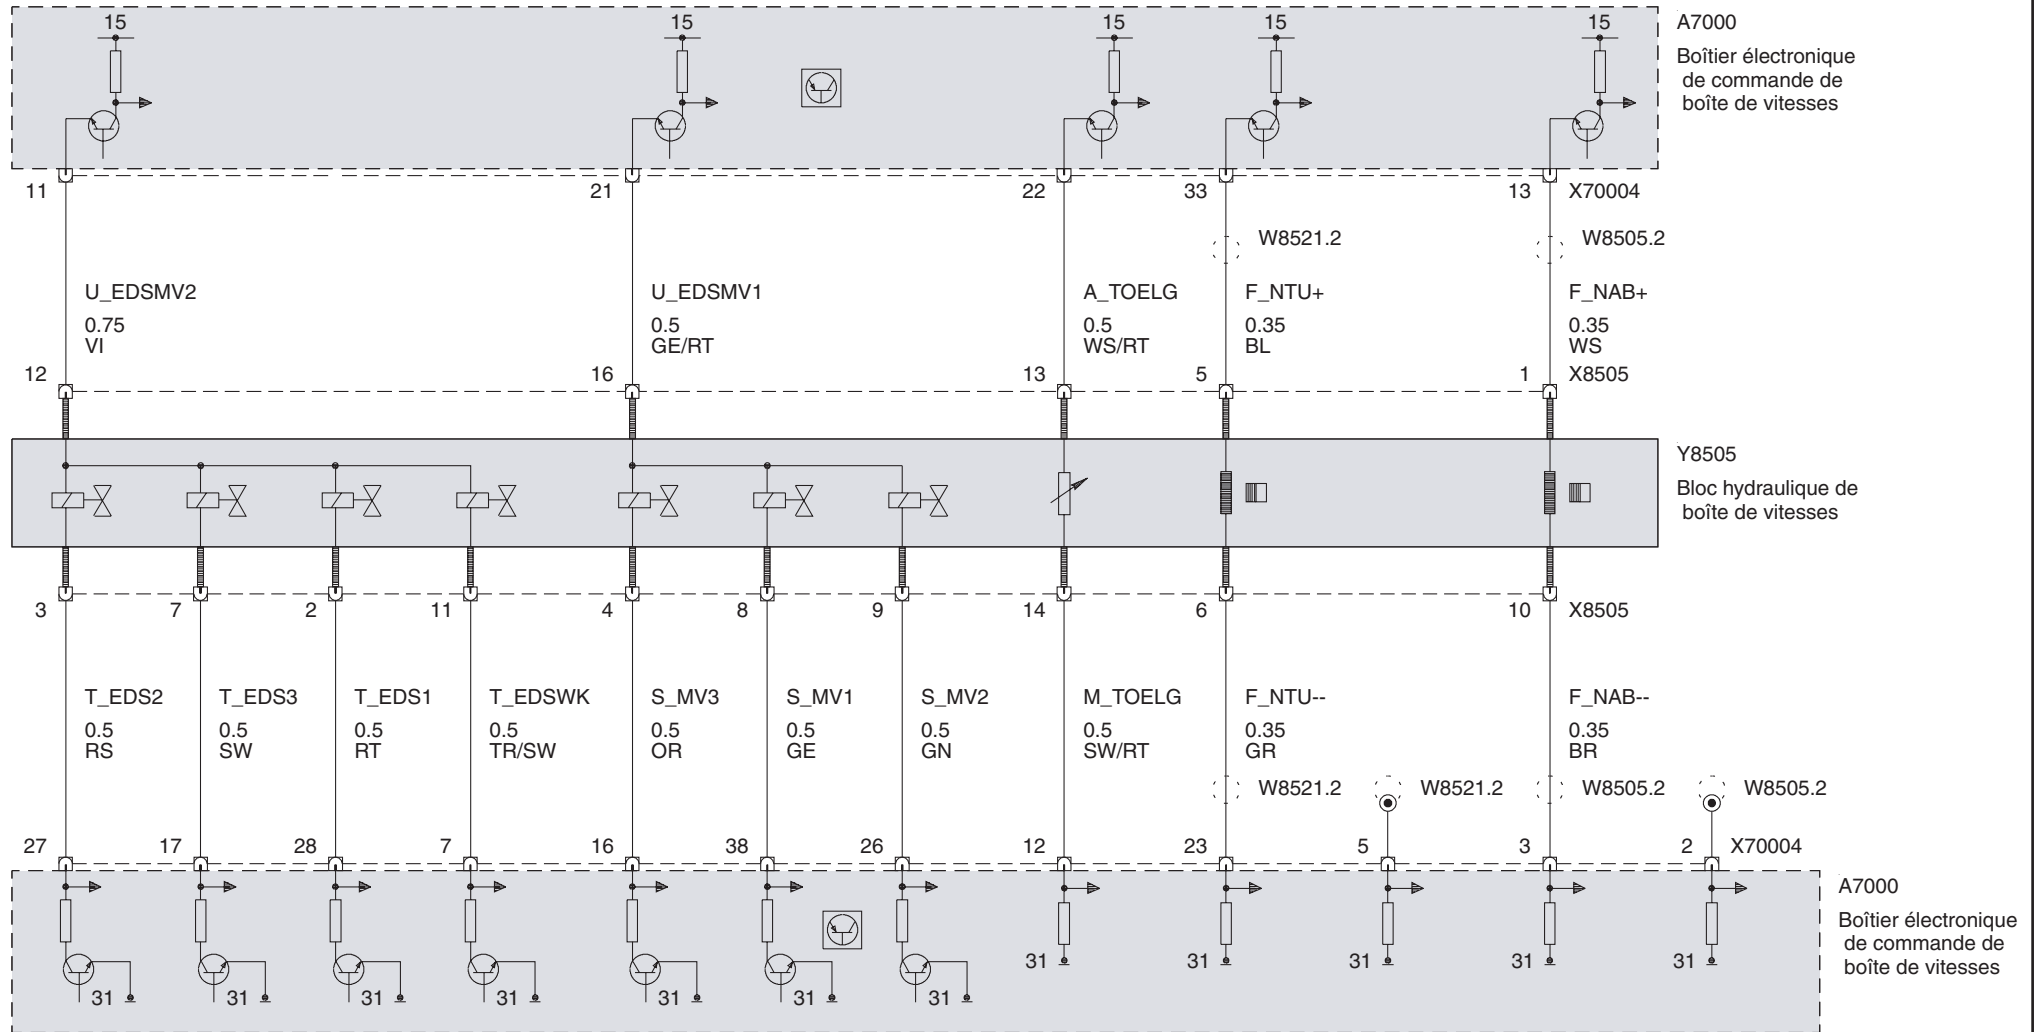 15 15 15 15 15
A7000
Boîtier électronique
de commande de
boîte de vitesses
11 21 22 33 13 X70004
W8521.2 W8505.2
U_EDSMV2 U_EDSMV1 A_TOELG F_NTU+ F_NAB+
0.75 0.5 0.5 0.35 0.35
VI GE/RT WS/RT BL WS
12 16 13 5 1 X8505
Y8505
Bloc hydraulique de
boîte de vitesses
3 7 2 11 4 8 9 14 6 10 X8505
T_EDS2 T_EDS3 T_EDS1 T_EDSWK S_MV3 S_MV1 S_MV2 M_TOELG F_NTU-- F_NAB--
0.5 0.5 0.5 0.5 0.5 0.5 0.5 0.5 0.35 0.35
RS SW RT TR/SW OR GE GN SW/RT GR BR
W8521.2 W8521.2 W8505.2 W8505.2
27 17 28 7 16 38 26 12 23 5 3 2 X70004
A7000
Boîtier électronique
de commande de
boîte de vitesses
31 31 31 31 31
31 31 31 31 31 31 31